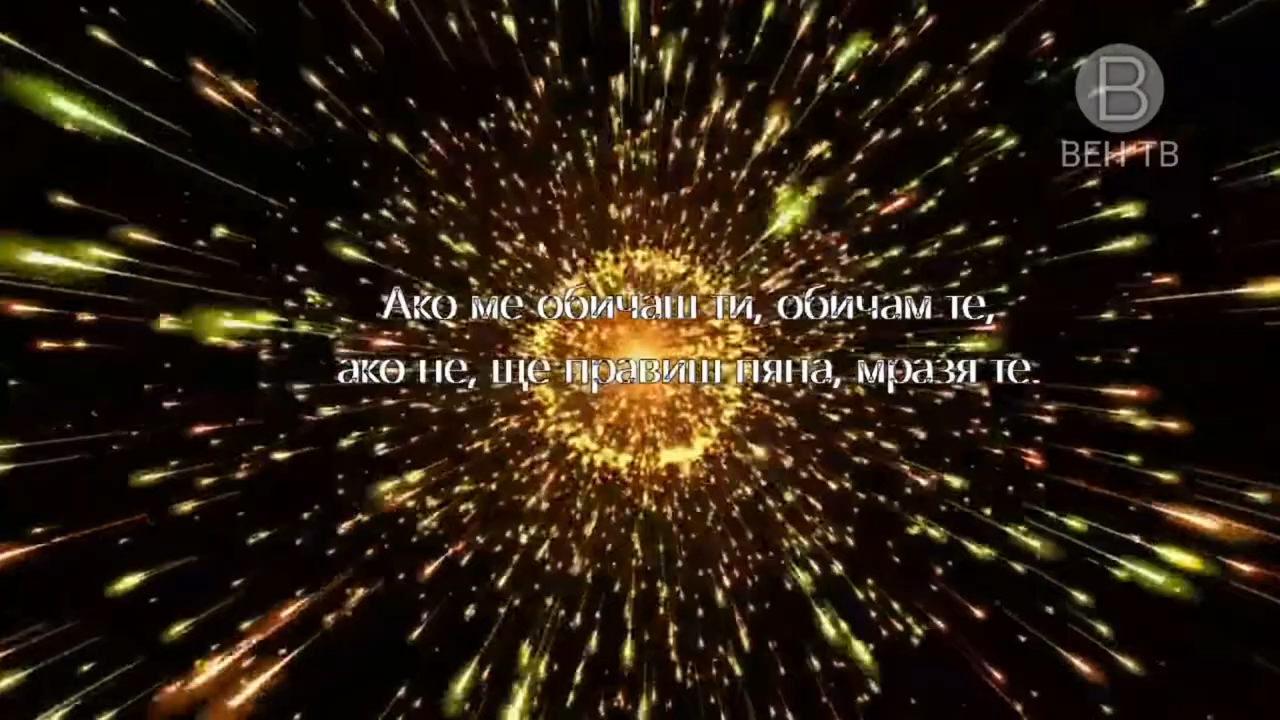 В
ВЕН ТВ
Ако ме обичаш ти, обичам те,
ако не, ще правиш пяна, мразя те.